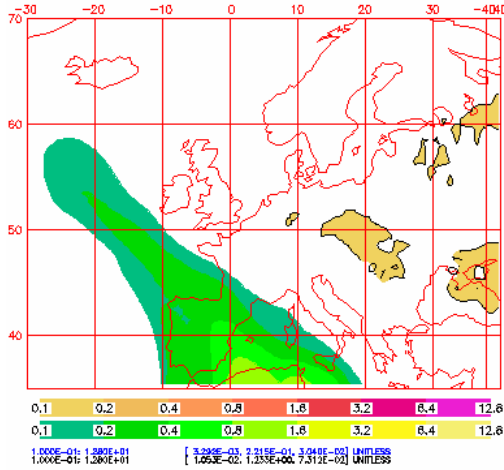 -30 -20 -10 0 10 20 -30 40
70
60
50
40
0.1 0.2 0.4 0.8 1.6 3.2 6.4 12.8
0.1 0.2 0.4 0.8 1.6 3.2 6.4 12.8
1.000E-01; 1.280E+01 [ 3.292E-03, 2.215E-01, 3.040E-02] UNITLESS
1.000E-01; 1.280E+01 [ 1.053E-02, 1.233E+00, 7.312E-02] UNITLESS